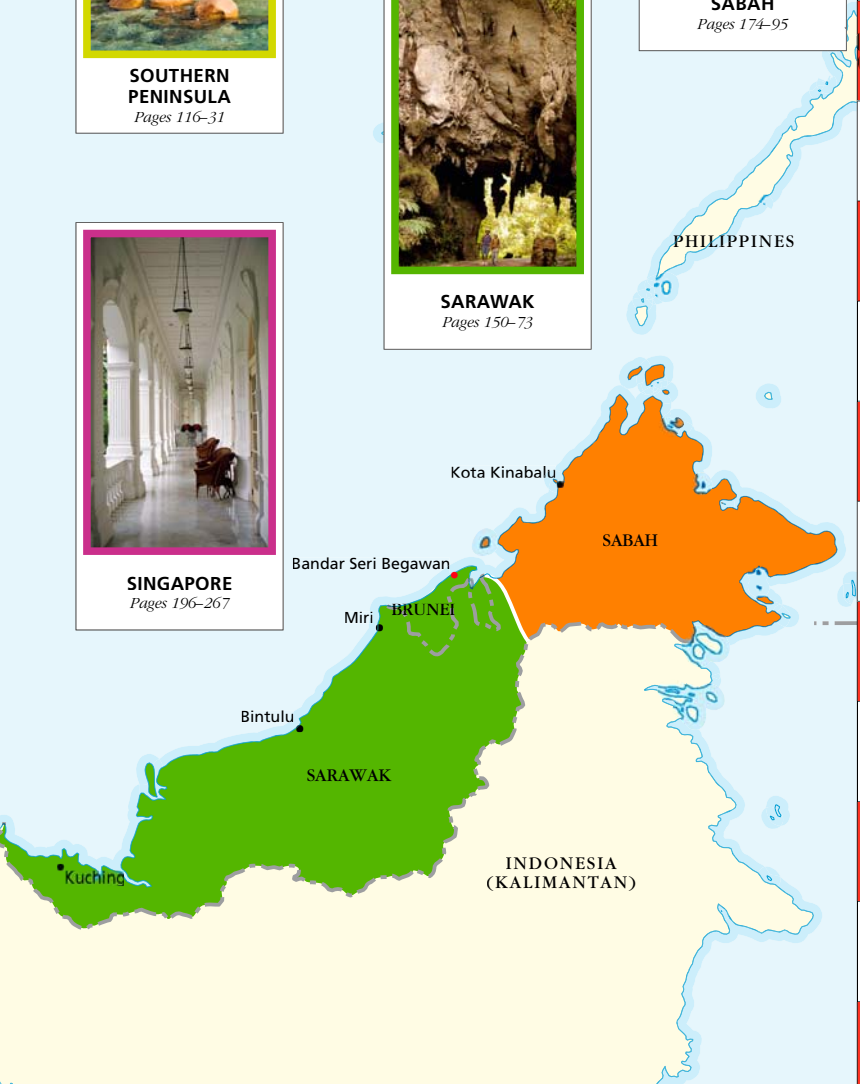 SABAH
Pages 174–95
SOUTHERN
PENINSULA
Pages 116–31
PHILIPPINES
SARAWAK
Pages 150–73
Kota Kinabalu
SABAH
Bandar Seri Begawan
SINGAPORE
Pages 196–267
BRUNEI
Miri
Bintulu
SARAWAK
INDONESIA
(KALIMANTAN)
Kuching